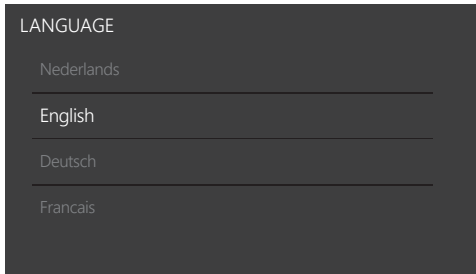 LANGUAGE
Nederlands
English
Deutsch
Francais